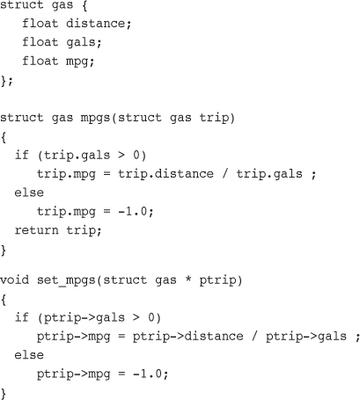 struct gas {
   float distance;
   float gals;
   float mpg;
};
struct gas mpgs(struct gas trip)
{
  if (trip.gals > 0)
     trip.mpg = trip.distance / trip.gals ;
  else
     trip.mpg = -1.0;
  return trip;
}
void set_mpgs(struct gas * ptrip)
{
  if (ptrip->gals > 0)
     ptrip->mpg = ptrip->distance / ptrip->gals ;
  else
     ptrip->mpg = -1.0;
}